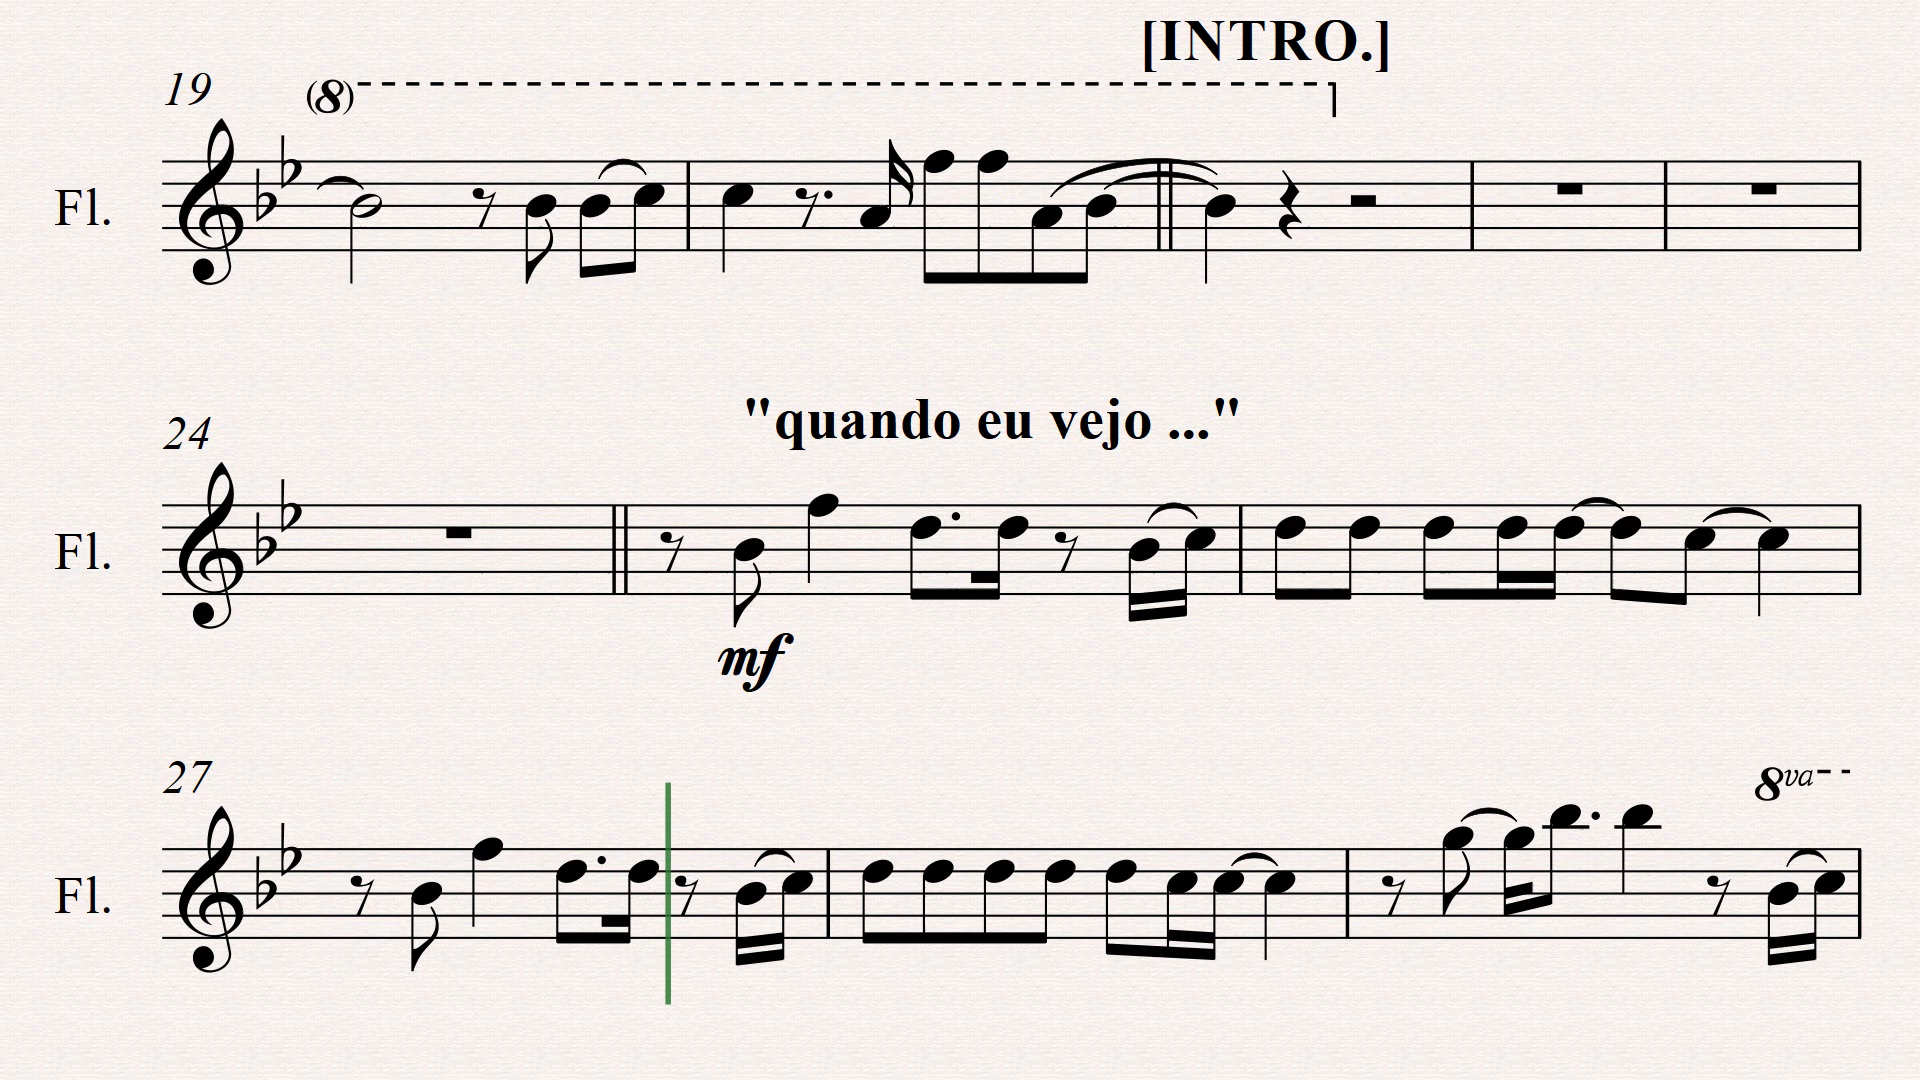 [INTRO.]
19
(8)
Fl.
"quando eu vejo ..."
24
Fl.
mf
27
8va
Fl.